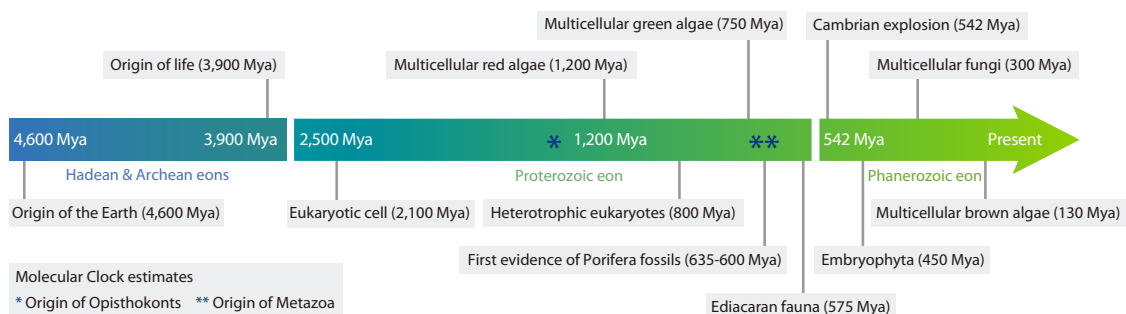 Multicellular green algae (750 Mya)
Cambrian explosion (542 Mya)
Origin of life (3,900 Mya)
Multicellular red algae (1,200 Mya)
Multicellular fungi (300 Mya)
4,600 Mya
3,900 Mya
2,500 Mya
*
1,200 Mya
**
542 Mya
Present
Hadean & Archean eons
Proterozoic eon
Phanerozoic eon
Origin of the Earth (4,600 Mya)
Eukaryotic cell (2,100 Mya)
Heterotrophic eukaryotes (800 Mya)
Multicellular brown algae (130 Mya)
First evidence of Porifera fossils (635-600 Mya)
Embryophyta (450 Mya)
Molecular Clock estimates
* Origin of Opisthokonts ** Origin of Metazoa
Ediacaran fauna (575 Mya)